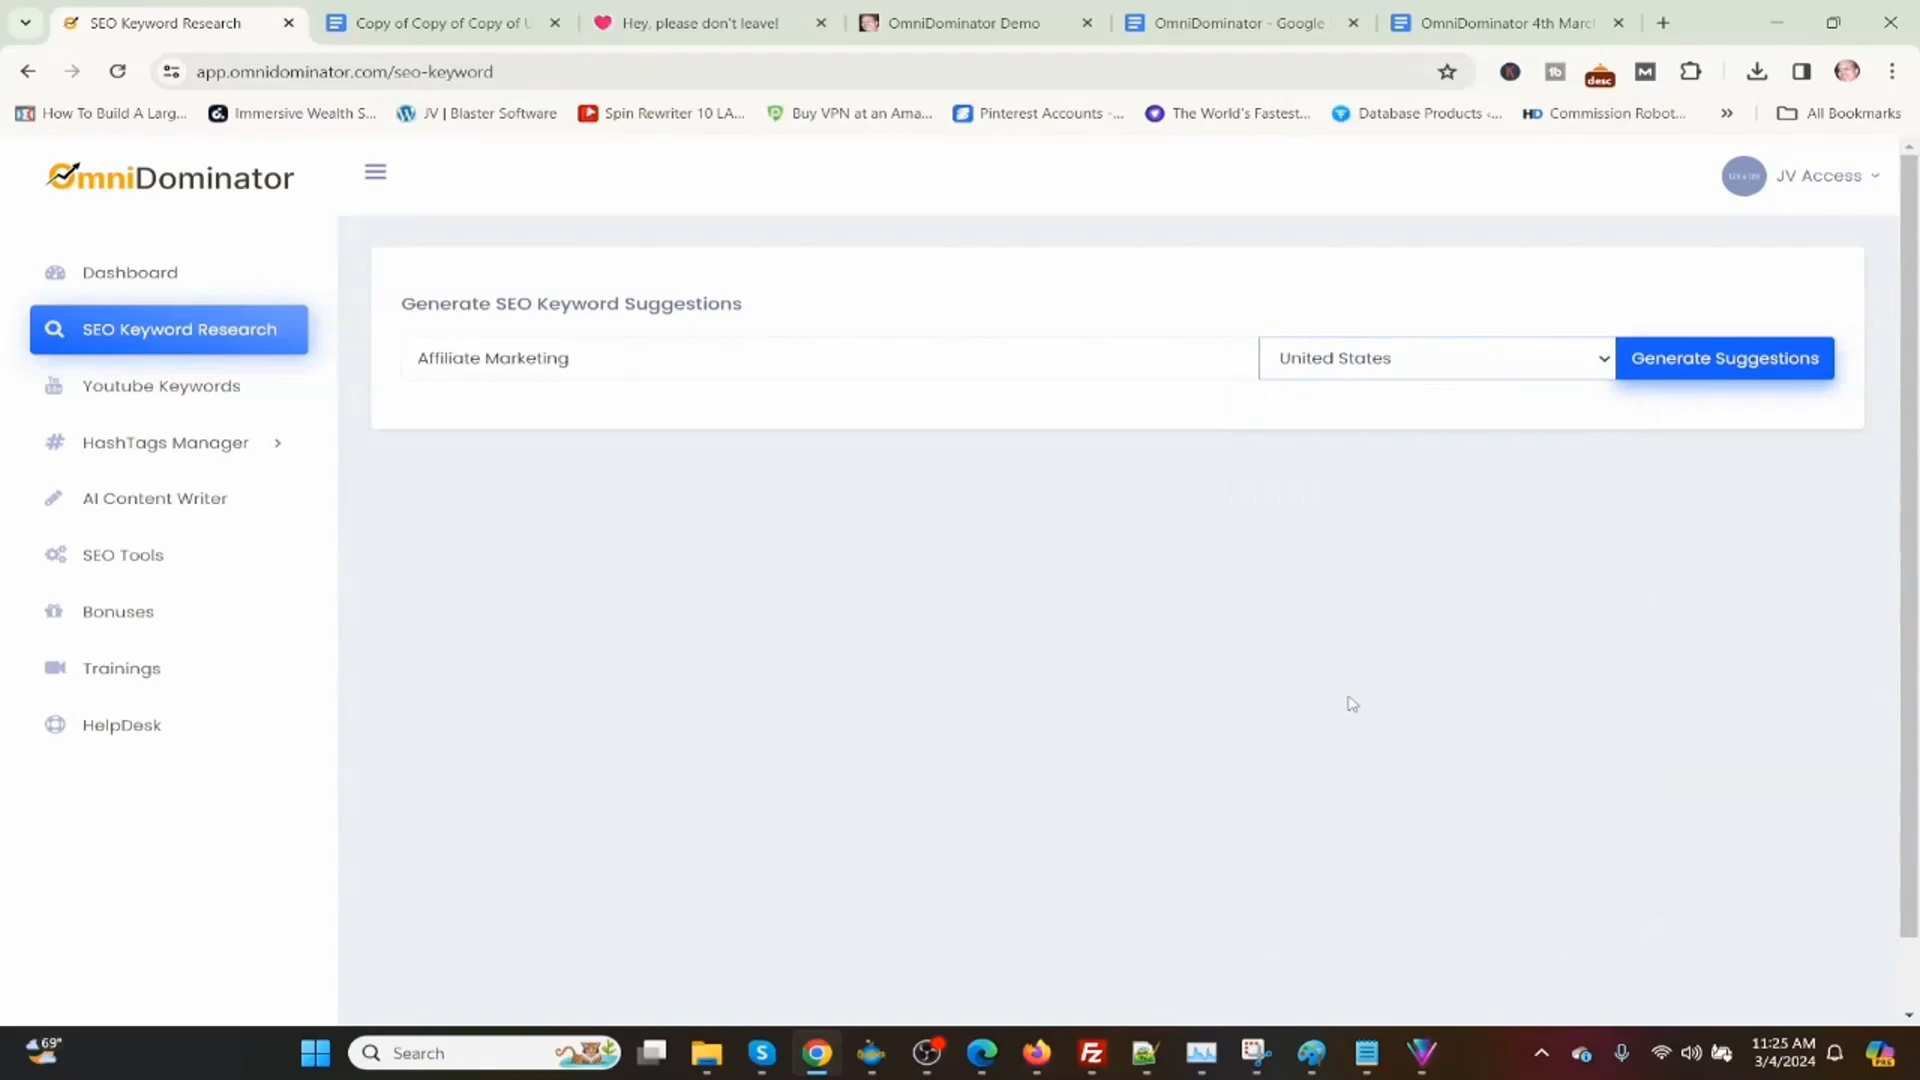 SEO Keyword Research
Copy of Copy of Copy of U
Hey, please don't leave!
OmniDominator Demo
OmniDominator - Google
OmniDominator 4th Marc
app.omnidominator.com/seo-keyword
desc
How To Build A Larg...
Immersive Wealth S...
JV | Blaster Software
Spin Rewriter 10 LA...
Buy VPN at an Ama...
Pinterest Accounts -...
The World's Fastest...
Database Products <...
HD Commission Robot...
All Bookmarks
OmniDominator
JV Access
Dashboard
SEO Keyword Research
Youtube Keywords
HashTags Manager
AI Content Writer
SEO Tools
Bonuses
Trainings
HelpDesk
Generate SEO Keyword Suggestions
Affiliate Marketing
United States
Generate Suggestions
69°
Search
11:25 AM
3/4/2024